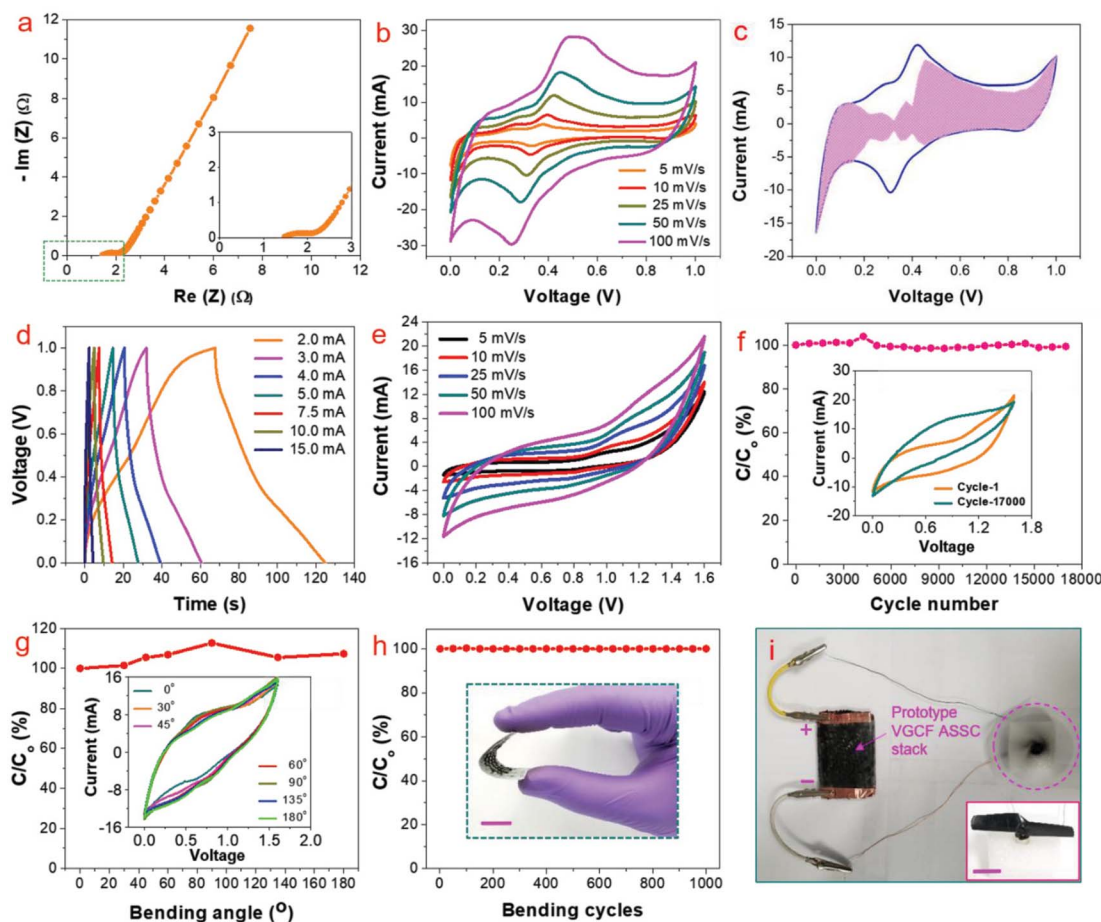 a
- Im (Z) (Ω)
12
10
8
6
4
2
0
0 2 4 6 8 10 12
Re (Z) (Ω)
3
2
1
0
0 1 2 3
b
Current (mA)
30
20
10
0
-10
-20
-30
0.0 0.2 0.4 0.6 0.8 1.0
Voltage (V)
5 mV/s
10 mV/s
25 mV/s
50 mV/s
100 mV/s
c
Current (mA)
15
10
5
0
-5
-10
-15
-20
0.0 0.2 0.4 0.6 0.8 1.0
Voltage (V)
d
Voltage (V)
1.0
0.8
0.6
0.4
0.2
0.0
0 20 40 60 80 100 120 140
Time (s)
2.0 mA
3.0 mA
4.0 mA
5.0 mA
7.5 mA
10.0 mA
15.0 mA
e
Current (mA)
24
20
16
12
8
4
0
-4
-8
-12
-16
0.0 0.2 0.4 0.6 0.8 1.0 1.2 1.4 1.6
Voltage (V)
5 mV/s
10 mV/s
25 mV/s
50 mV/s
100 mV/s
f
C/Co (%)
120
100
80
60
40
20
0
0 3000 6000 9000 12000 15000 18000
Cycle number
Current (mA)
30
20
10
0
-10
-20
0.0 0.6 1.2 1.8
Voltage
Cycle-1
Cycle-17000
g
C/Co (%)
120
100
80
60
40
20
0
0 20 40 60 80 100 120 140 160 180
Bending angle (O)
Current (mA)
16
8
0
-8
-16
0.0 0.5 1.0 1.5 2.0
Voltage
0°
30°
45°
60°
90°
135°
180°
h
C/Co (%)
120
100
80
60
40
20
0
0 200 400 600 800 1000
Bending cycles
i
+
–
Prototype
VGCF ASSC
stack